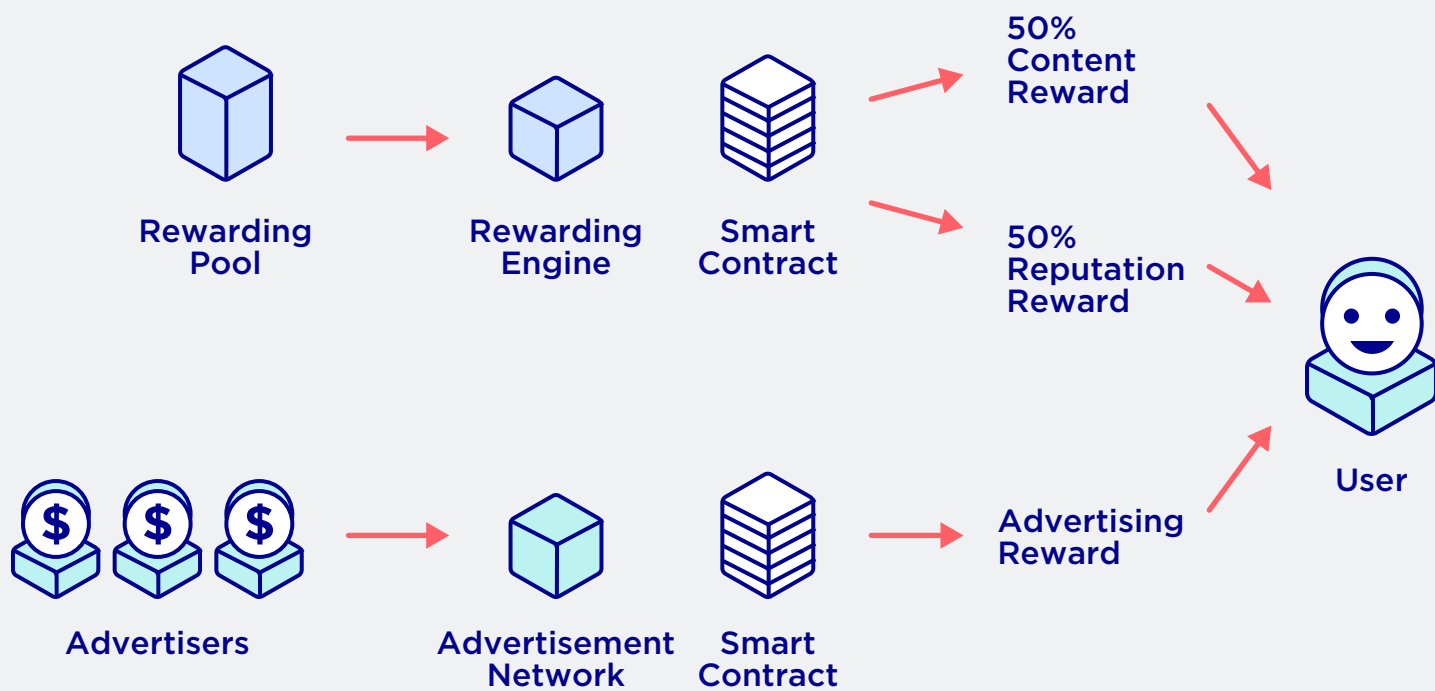 50%
Content
Reward
Rewarding
Pool
Rewarding
Engine
Smart
Contract
50%
Reputation
Reward
User
$ $ $
Advertising
Reward
Advertisers
Advertisement
Network
Smart
Contract